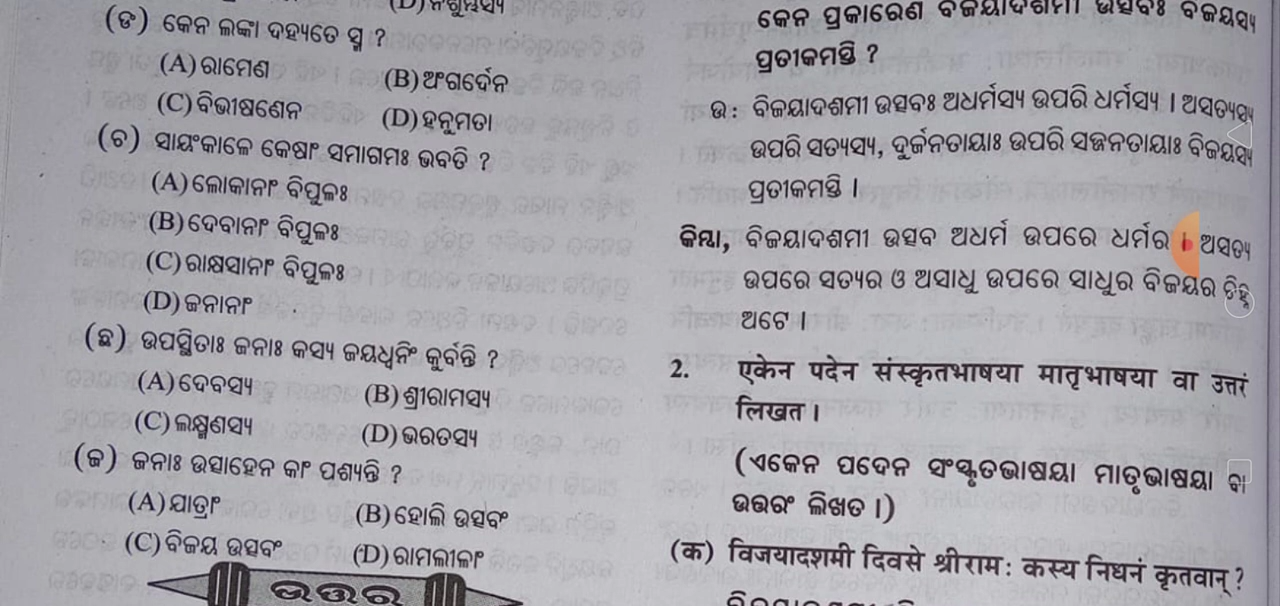 (ଙ) କେନ ଲଙ୍କା ଦହ୍ୟତେ ସ୍ମ ?
(A) ରାମେଣ
(B) ଅଂଗର୍ଦେନ
(C) ବିଭୀଷଣେନ
(D) ହନୁମତା
(ଚ) ସାୟଂକାଳେ କେଷାଂ ସମାଗମଃ ଭବତି ?
(A) ଲୋକାନାଂ ବିପୁଳଃ
(B) ଦେବାନାଂ ବିପୁଳଃ
(C) ରାକ୍ଷସାନାଂ ବିପୁଳଃ
(D) ଜନାନାଂ
(ଛ) ଉପସ୍ଥିତାଃ ଜନାଃ କସ୍ୟ ଜୟଧ୍ୱନିଂ କୁର୍ବନ୍ତି ?
(A) ଦେବସ୍ୟ
(B) ଶ୍ରୀରାମସ୍ୟ
(C) ଲକ୍ଷ୍ମଣସ୍ୟ
(D) ଭରତସ୍ୟ
(ଜ) ଜନାଃ ଉତ୍ସାହେନ କାଂ ପଶ୍ୟନ୍ତି ?
(A) ଯାତ୍ରାଂ
(B) ହୋଲି ଉତ୍ସବଂ
(C) ବିଜୟ ଉତ୍ସବଂ
(D) ରାମଲୀଳାଂ
ଉତ୍ତର
କେନ ପ୍ରକାରେଣ ବିଜୟାଦଶମୀ ଉତ୍ସବଃ ବିଜୟସ୍ୟ
ପ୍ରତୀକମସ୍ତି ?
ଉ: ବିଜୟାଦଶମୀ ଉତ୍ସବଃ ଅଧର୍ମସ୍ୟ ଉପରି ଧର୍ମସ୍ୟ । ଅସତ୍ୟସ୍ୟ
ଉପରି ସତ୍ୟସ୍ୟ, ଦୁର୍ଜନତାୟାଃ ଉପରି ସଜ୍ଜନତାୟାଃ ବିଜୟସ୍ୟ
ପ୍ରତୀକମସ୍ତି ।
କିମ୍ବା, ବିଜୟାଦଶମୀ ଉତ୍ସବ ଅଧର୍ମ ଉପରେ ଧର୍ମର । ଅସତ୍ୟ
ଉପରେ ସତ୍ୟର ଓ ଅସାଧୁ ଉପରେ ସାଧୁର ବିଜୟର ଚିହ୍ନ
ଅଟେ ।
2. एकेन पदेन संस्कृतभाषया मातृभाषया वा उत्तरं
लिखत ।
(ଏକେନ ପଦେନ ସଂସ୍କୃତଭାଷୟା ମାତୃଭାଷୟା ବା
ଉତ୍ତରଂ ଲିଖତ ।)
(କ) विजयादशमी दिवसे श्रीरामः कस्य निधनं कृतवान् ?